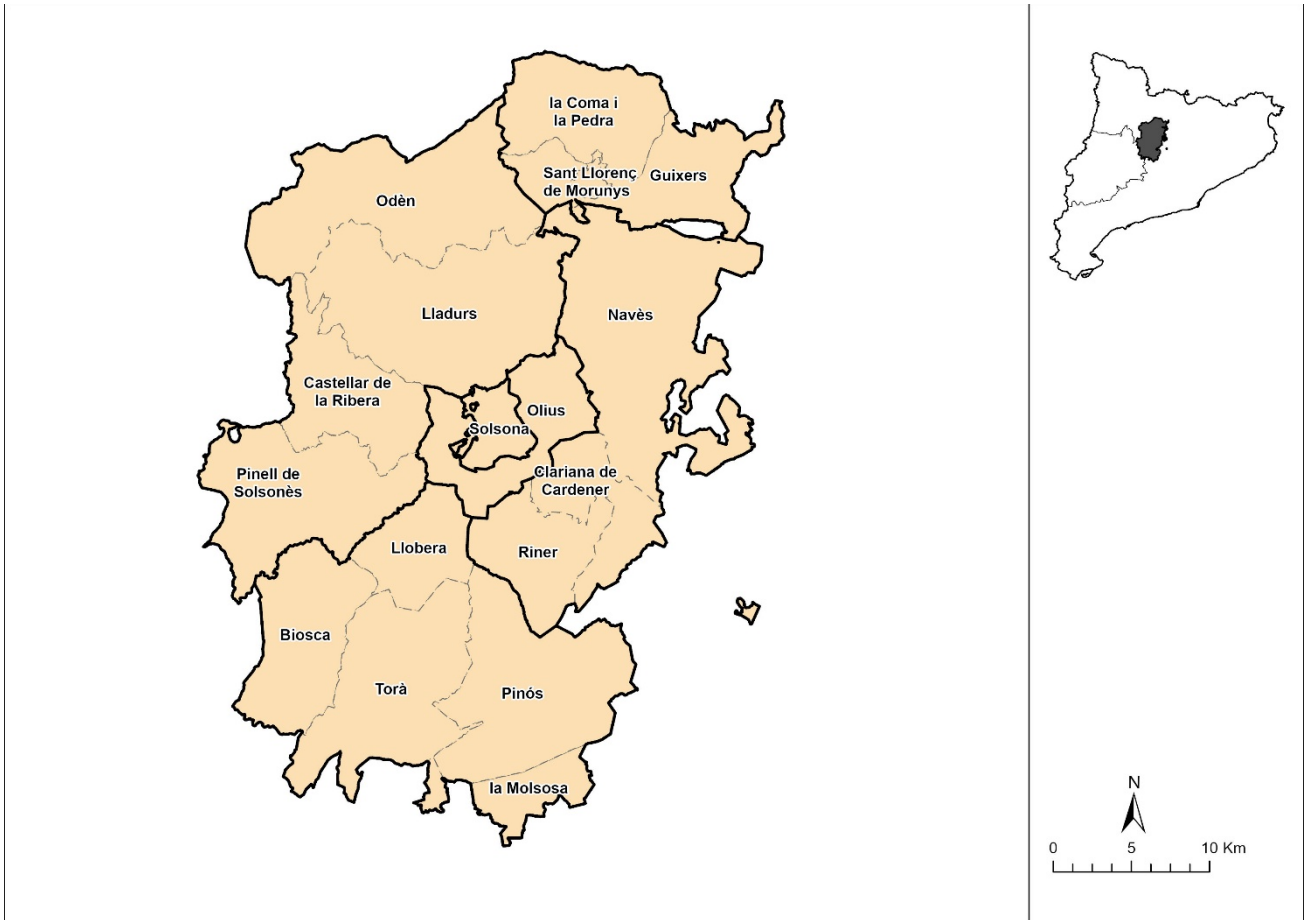 la Coma i
la Pedra
Sant Llorenç
de Morunys
Guixers
Odèn
Lladurs
Navès
Castellar de
la Ribera
Olius
Solsona
Pinell de
Solsonès
Clariana de
Cardener
Llobera
Riner
Biosca
Torà
Pinós
la Molsosa
N
0 5 10 Km